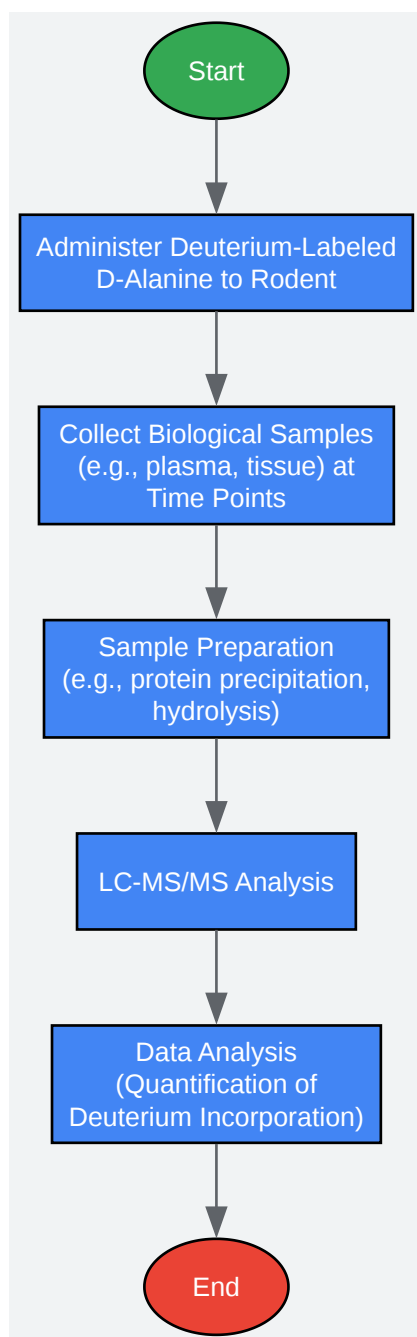 Start
Administer Deuterium-Labeled
D-Alanine to Rodent
Collect Biological Samples
(e.g., plasma, tissue) at
Time Points
Sample Preparation
(e.g., protein precipitation,
hydrolysis)
LC-MS/MS Analysis
Data Analysis
(Quantification of
Deuterium Incorporation)
End